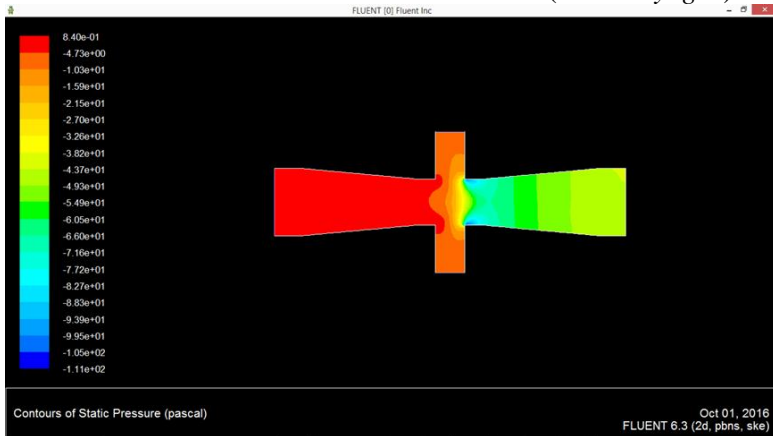 FLUENT [0] Fluent Inc
8.40e-01
-4.73e+00
-1.03e+01
-1.59e+01
-2.15e+01
-2.70e+01
-3.26e+01
-3.82e+01
-4.37e+01
-4.93e+01
-5.49e+01
-6.05e+01
-6.60e+01
-7.16e+01
-7.72e+01
-8.27e+01
-8.83e+01
-9.39e+01
-9.95e+01
-1.05e+02
-1.11e+02
Contours of Static Pressure (pascal)
Oct 01, 2016
FLUENT 6.3 (2d, pbns, ske)